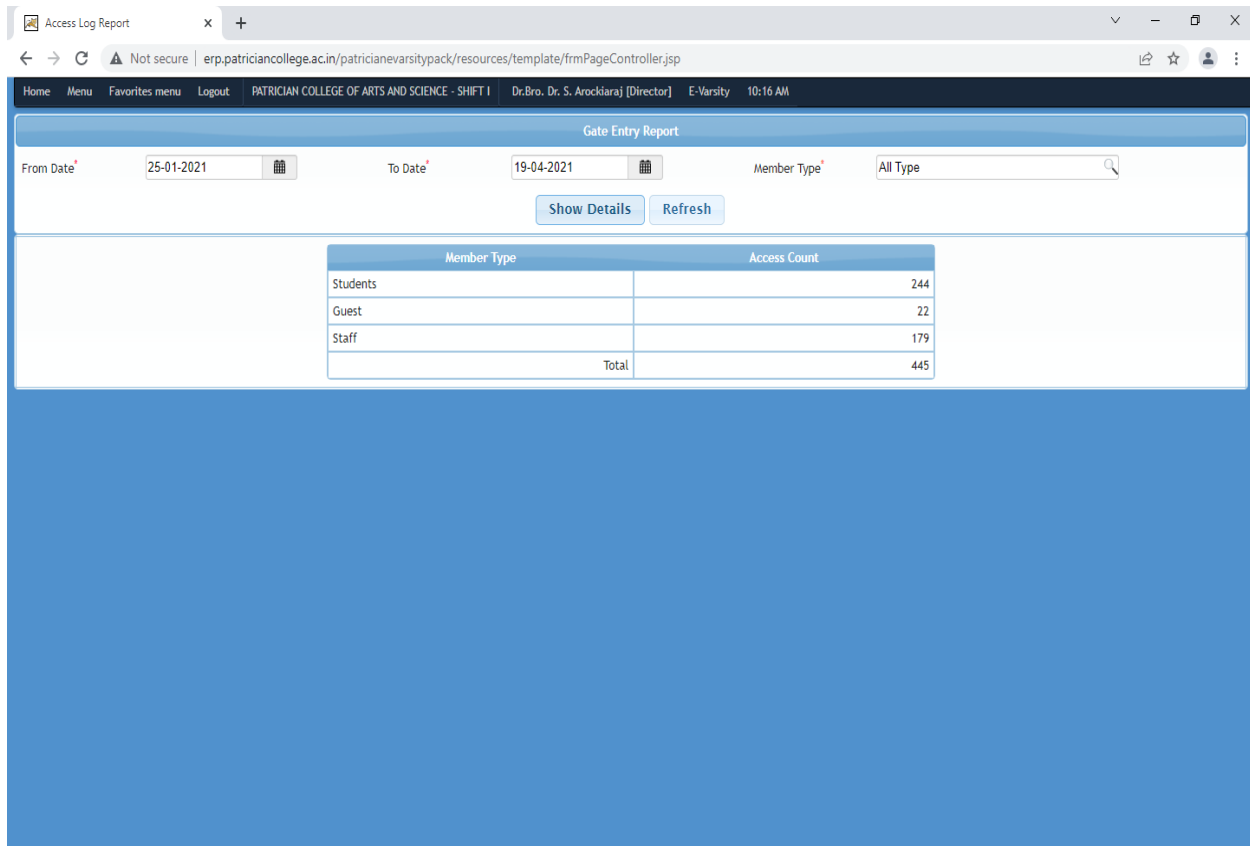 Access Log Report
Not secure erp.patriciancollege.ac.in/patricianevarsitypack/resources/template/frmPageController.jsp
Home Menu Favorites menu Logout PATRICIAN COLLEGE OF ARTS AND SCIENCE - SHIFT I Dr.Bro. Dr. S. Arockiaraj [Director] E-Varsity 10:16 AM
Gate Entry Report
From Date* 25-01-2021 To Date* 19-04-2021 Member Type* All Type
Show Details Refresh
Member Type Access Count
Students 244
Guest 22
Staff 179
Total 445